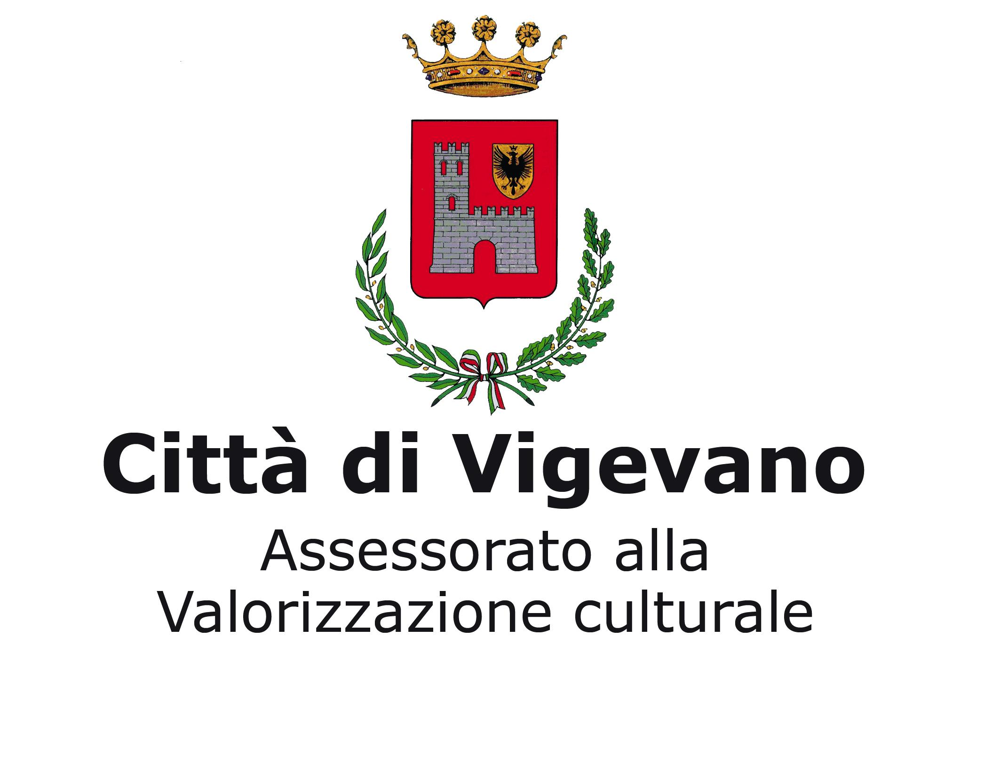 Città di Vigevano
Assessorato alla
Valorizzazione culturale